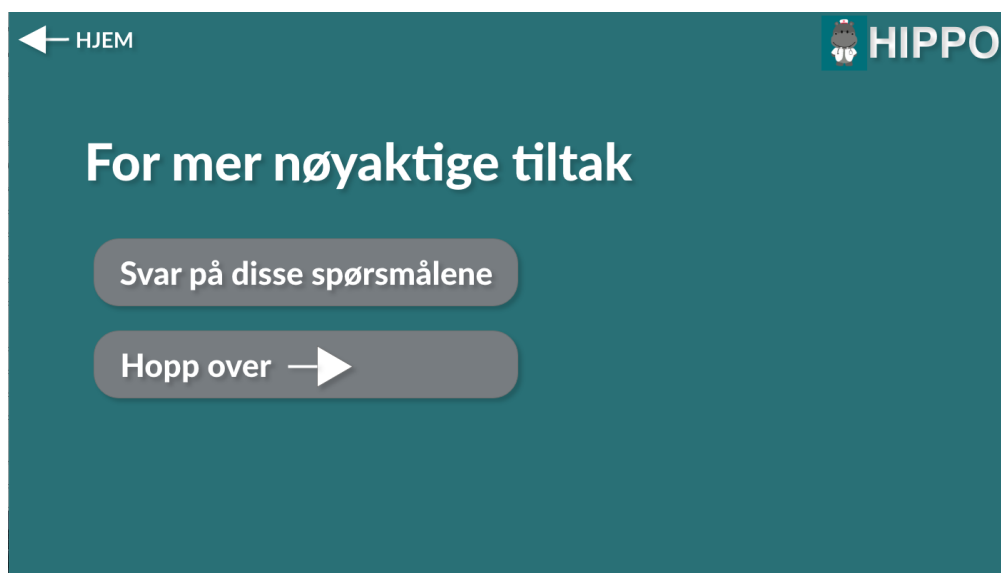 HJEM
HIPPO
For mer nøyaktige tiltak
Svar på disse spørsmålene
Hopp over